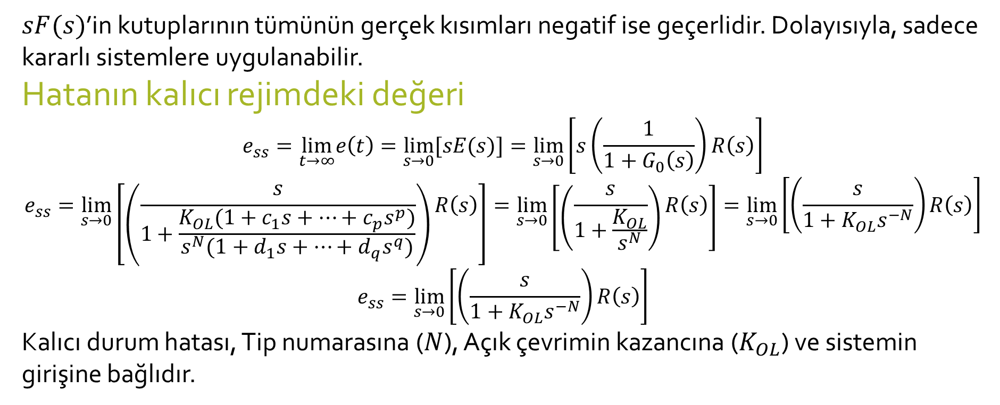 sF(s)'in kutuplarının tümünün gerçek kısımları negatif ise geçerlidir. Dolayısıyla, sadece
kararlı sistemlere uygulanabilir.
Hatanın kalıcı rejimdeki değeri
$e_{ss} = \lim_{t \to \infty} e(t) = \lim_{s \to 0} [sE(s)] = \lim_{s \to 0} \left[ s \left( \frac{1}{1 + G_0(s)} \right) R(s) \right]$
$e_{ss} = \lim_{s \to 0} \left[ \left( \frac{s}{1 + \frac{K_{OL}(1 + c_1 s + \cdots + c_p s^p)}{s^N (1 + d_1 s + \cdots + d_q s^q)}} \right) R(s) \right] = \lim_{s \to 0} \left[ \left( \frac{s}{1 + \frac{K_{OL}}{s^N}} \right) R(s) \right] = \lim_{s \to 0} \left[ \left( \frac{s}{1 + K_{OL} s^{-N}} \right) R(s) \right]$
$e_{ss} = \lim_{s \to 0} \left[ \left( \frac{s}{1 + K_{OL} s^{-N}} \right) R(s) \right]$
Kalıcı durum hatası, Tip numarasına (N), Açık çevrimin kazancına ($K_{OL}$) ve sistemin
girişine bağlıdır.